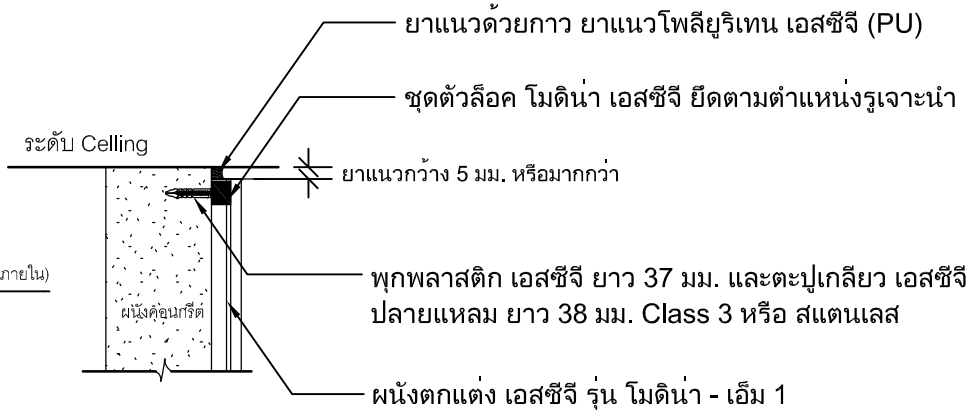 ยาแนวด้วยกาว ยาแนวโพลียูริเทน เอสซีจี (PU)
ชุดตัวล็อค โมดิน่า เอสซีจี ยึดตามตำแหน่งรูเจาะนำ
ระดับ Celling
ยาแนวกว้าง 5 มม. หรือมากกว่า
ภายใน)
พุกพลาสติก เอสซีจี ยาว 37 มม. และตะปูเกลียว เอสซีจี
ปลายแหลม ยาว 38 มม. Class 3 หรือ สแตนเลส
ผนังคอนกรีต
ผนังตกแต่ง เอสซีจี รุ่น โมดิน่า - เอ็ม 1